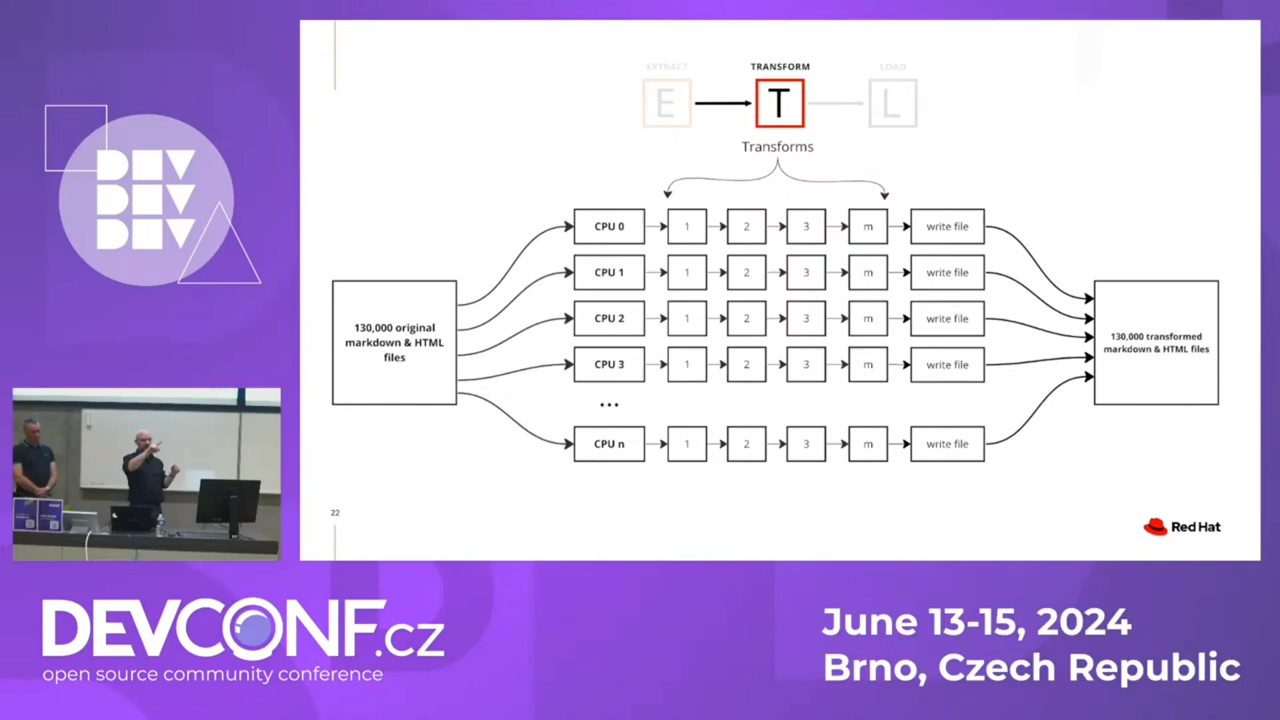 EXTRACT
TRANSFORM
LOAD
E
T
L
Transforms
130,000 original
markdown & HTML
files
CPU 0
1
2
3
m
write file
CPU 1
1
2
3
m
write file
CPU 2
1
2
3
m
write file
CPU 3
1
2
3
m
write file
...
CPU n
1
2
3
m
write file
130,000 transformed
markdown & HTML files
22
Red Hat
DEV
DEV
DEV
DEVCONF.cz
open source community conference
June 13-15, 2024
Brno, Czech Republic